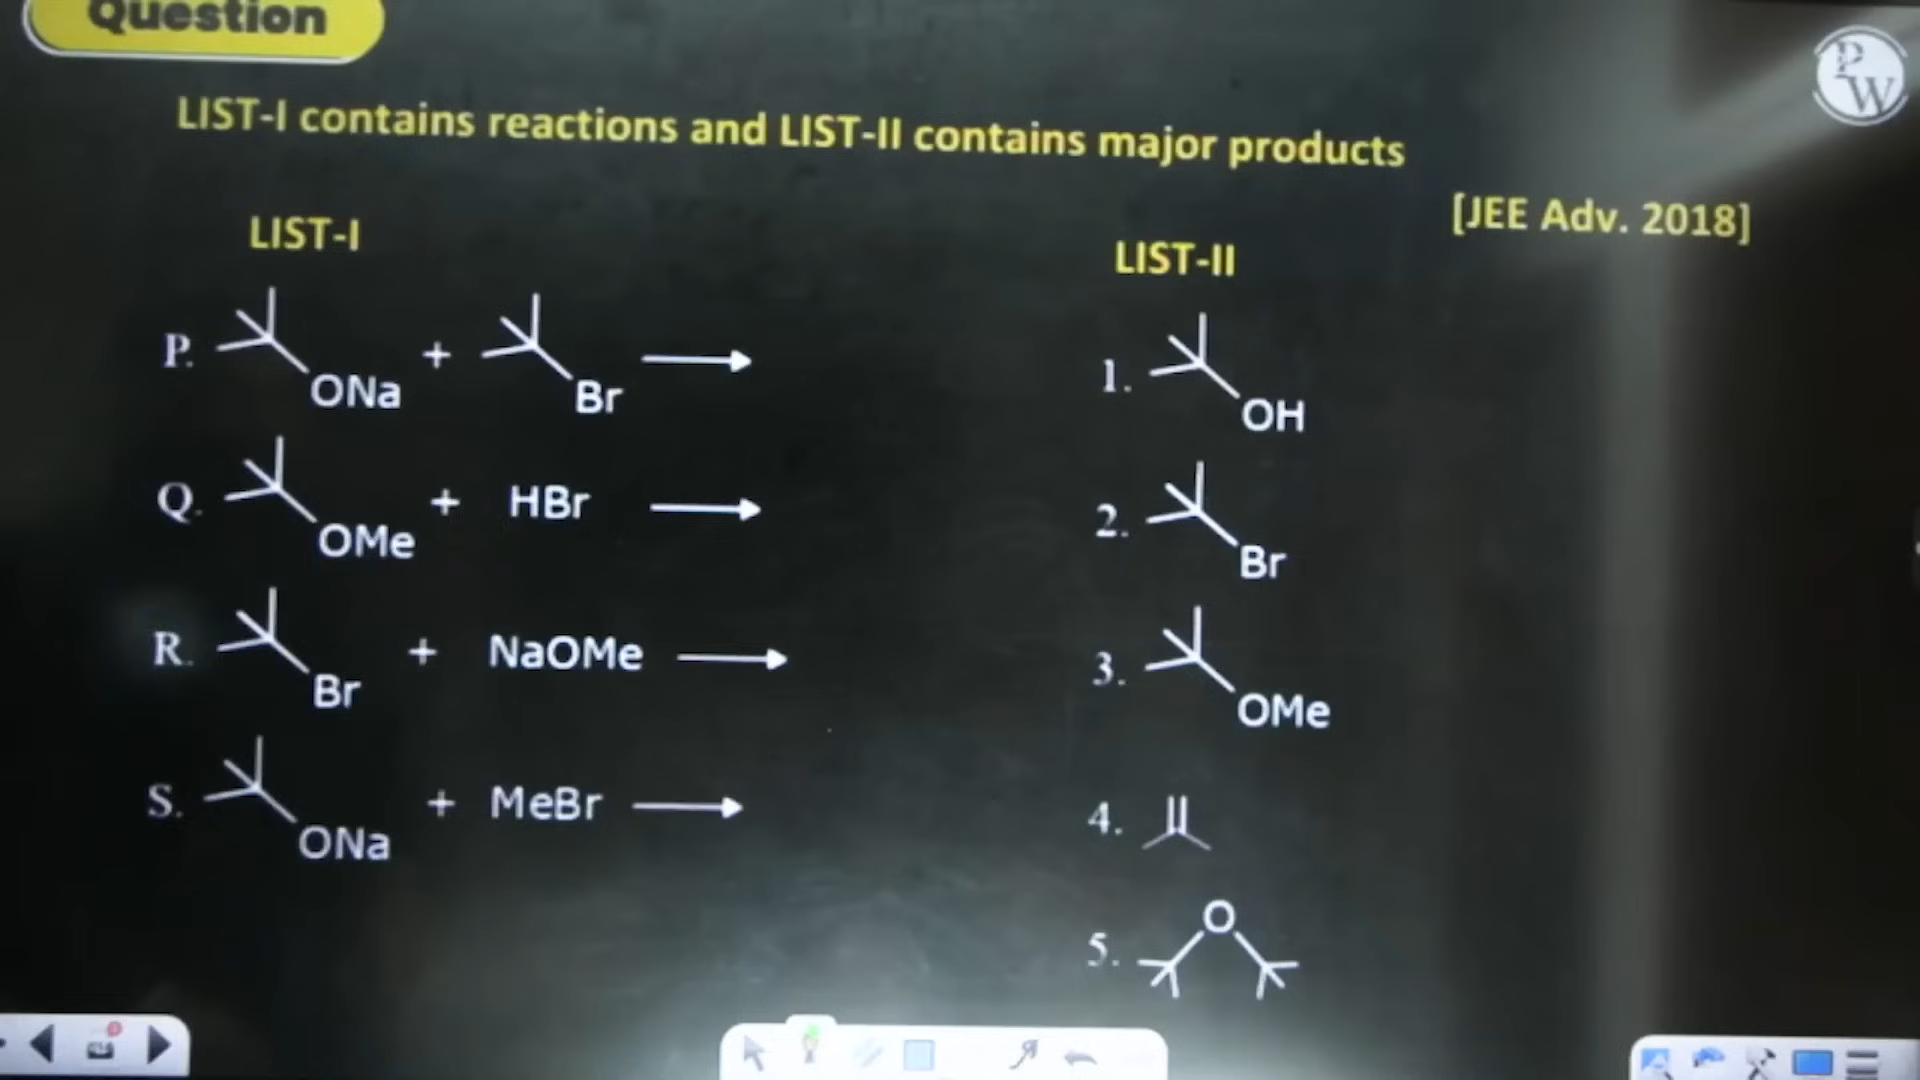 Question
PW
LIST-I contains reactions and LIST-II contains major products
[JEE Adv. 2018]
LIST-I
LIST-II
P. ONa + Br
1. OH
Q. OMe + HBr
2. Br
R. Br + NaOMe
3. OMe
S. ONa + MeBr
4.
5. O